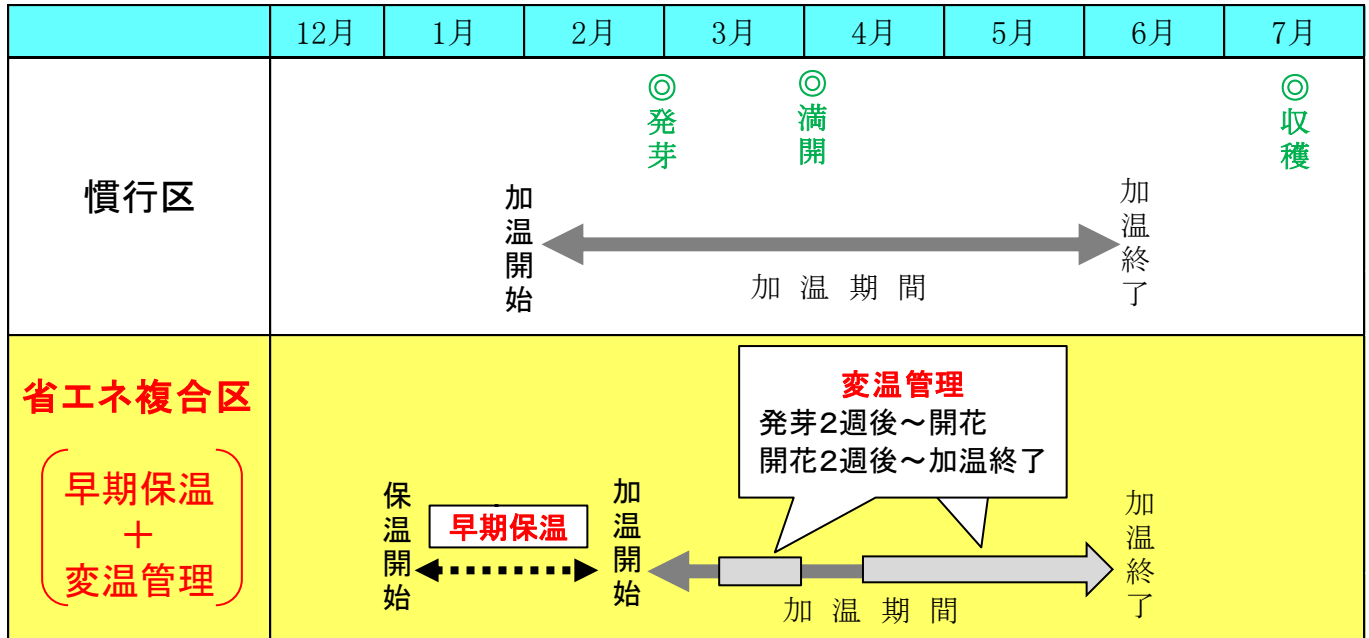 12月 1月 2月 3月 4月 5月 6月 7月
慣行区
◎発芽
◎満開
◎収穫
加温開始
加温期間
加温終了
省エネ複合区
早期保温
＋
変温管理
保温開始
早期保温
加温開始
変温管理
発芽２週後～開花
開花２週後～加温終了
加温期間
加温終了